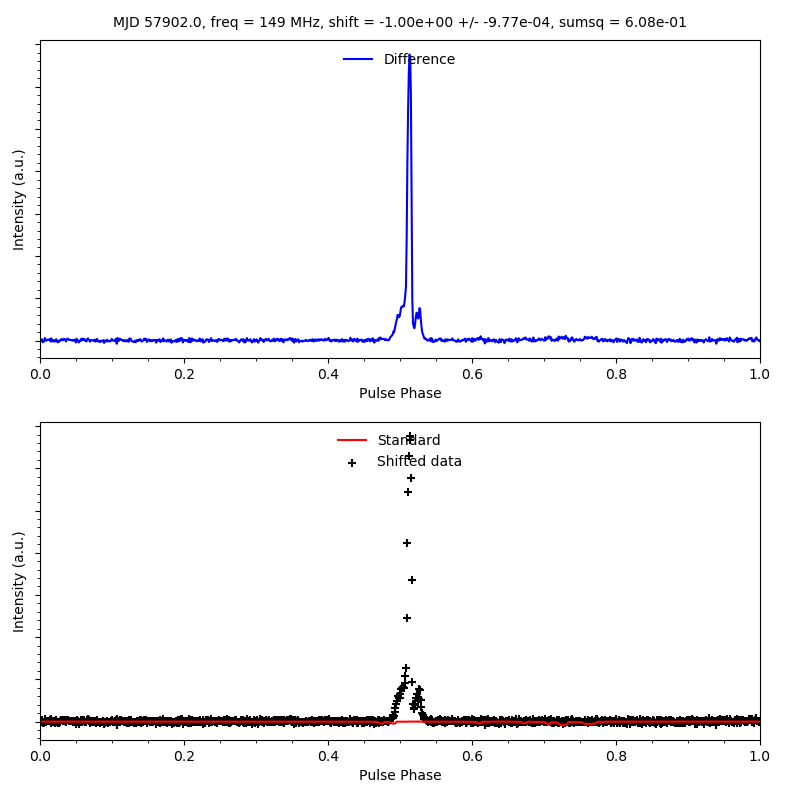 MJD 57902.0, freq = 149 MHz, shift = -1.00e+00 +/- -9.77e-04, sumsq = 6.08e-01
Difference
Intensity (a.u.)
0.0 0.2 0.4 0.6 0.8 1.0
Pulse Phase
Standard
Shifted data
Intensity (a.u.)
0.0 0.2 0.4 0.6 0.8 1.0
Pulse Phase